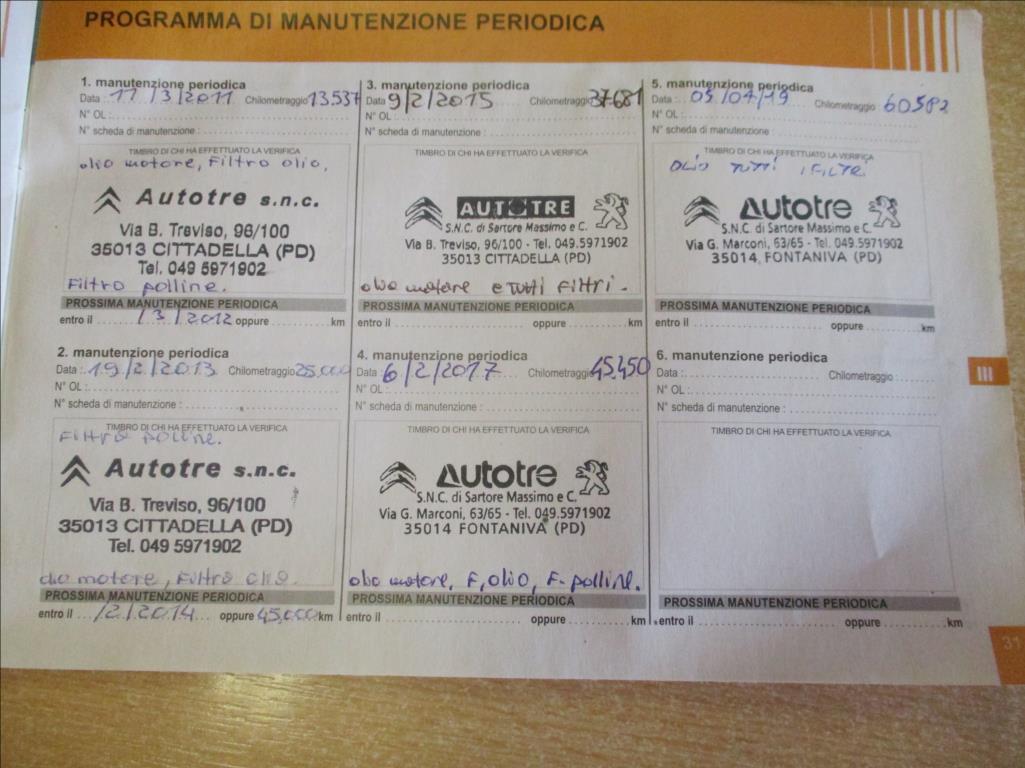 PROGRAMMA DI MANUTENZIONE PERIODICA
1. manutenzione periodica
Data : 11/3/2011 Chilometraggio 13.537
N° OL :
N° scheda di manutenzione :
TIMBRO DI CHI HA EFFETTUATO LA VERIFICA
olio motore, Filtro olio,
Autotre s.n.c.
Via B. Treviso, 96/100
35013 CITTADELLA (PD)
Tel. 049 5971902
Filtro polline.
PROSSIMA MANUTENZIONE PERIODICA
entro il /3/2012 oppure km
2. manutenzione periodica
Data : 19/2/2013 Chilometraggio 25.000
N° OL :
N° scheda di manutenzione :
TIMBRO DI CHI HA EFFETTUATO LA VERIFICA
Filtro polline.
Autotre s.n.c.
Via B. Treviso, 96/100
35013 CITTADELLA (PD)
Tel. 049 5971902
olio motore, Filtro olio.
PROSSIMA MANUTENZIONE PERIODICA
entro il /2/2014 oppure 45.000 km
3. manutenzione periodica
Data 9/2/2015 Chilometraggio 37681
N° OL :
N° scheda di manutenzione :
TIMBRO DI CHI HA EFFETTUATO LA VERIFICA
AUTOTRE
S.N.C. di Sartore Massimo e C.
Via B. Treviso, 96/100 - Tel. 049.5971902
35013 CITTADELLA (PD)
olio motore e tutti Filtri.
PROSSIMA MANUTENZIONE PERIODICA
entro il oppure km
4. manutenzione periodica
Data : 6/2/2017 Chilometraggio 45.450
N° OL :
N° scheda di manutenzione :
TIMBRO DI CHI HA EFFETTUATO LA VERIFICA
Autotre
S.N.C. di Sartore Massimo e C.
Via G. Marconi, 63/65 - Tel. 049.5971902
35014 FONTANIVA (PD)
olio motore, F, olio, F. polline.
PROSSIMA MANUTENZIONE PERIODICA
entro il oppure km
5. manutenzione periodica
Data : 05/04/19 Chilometraggio 60582
N° OL :
N° scheda di manutenzione
TIMBRO DI CHI HA EFFETTUATO LA VERIFICA
OLIO TUTTI I FILTRI
Autotre
S.N.C. di Sartore Massimo e C.
Via G. Marconi, 63/65 - Tel. 049.5971902
35014 FONTANIVA (PD)
PROSSIMA MANUTENZIONE PERIODICA
entro il oppure km
6. manutenzione periodica
Data : Chilometraggio
N° OL :
N° scheda di manutenzione :
TIMBRO DI CHI HA EFFETTUATO LA VERIFICA
PROSSIMA MANUTENZIONE PERIODICA
entro il oppure km
III
31